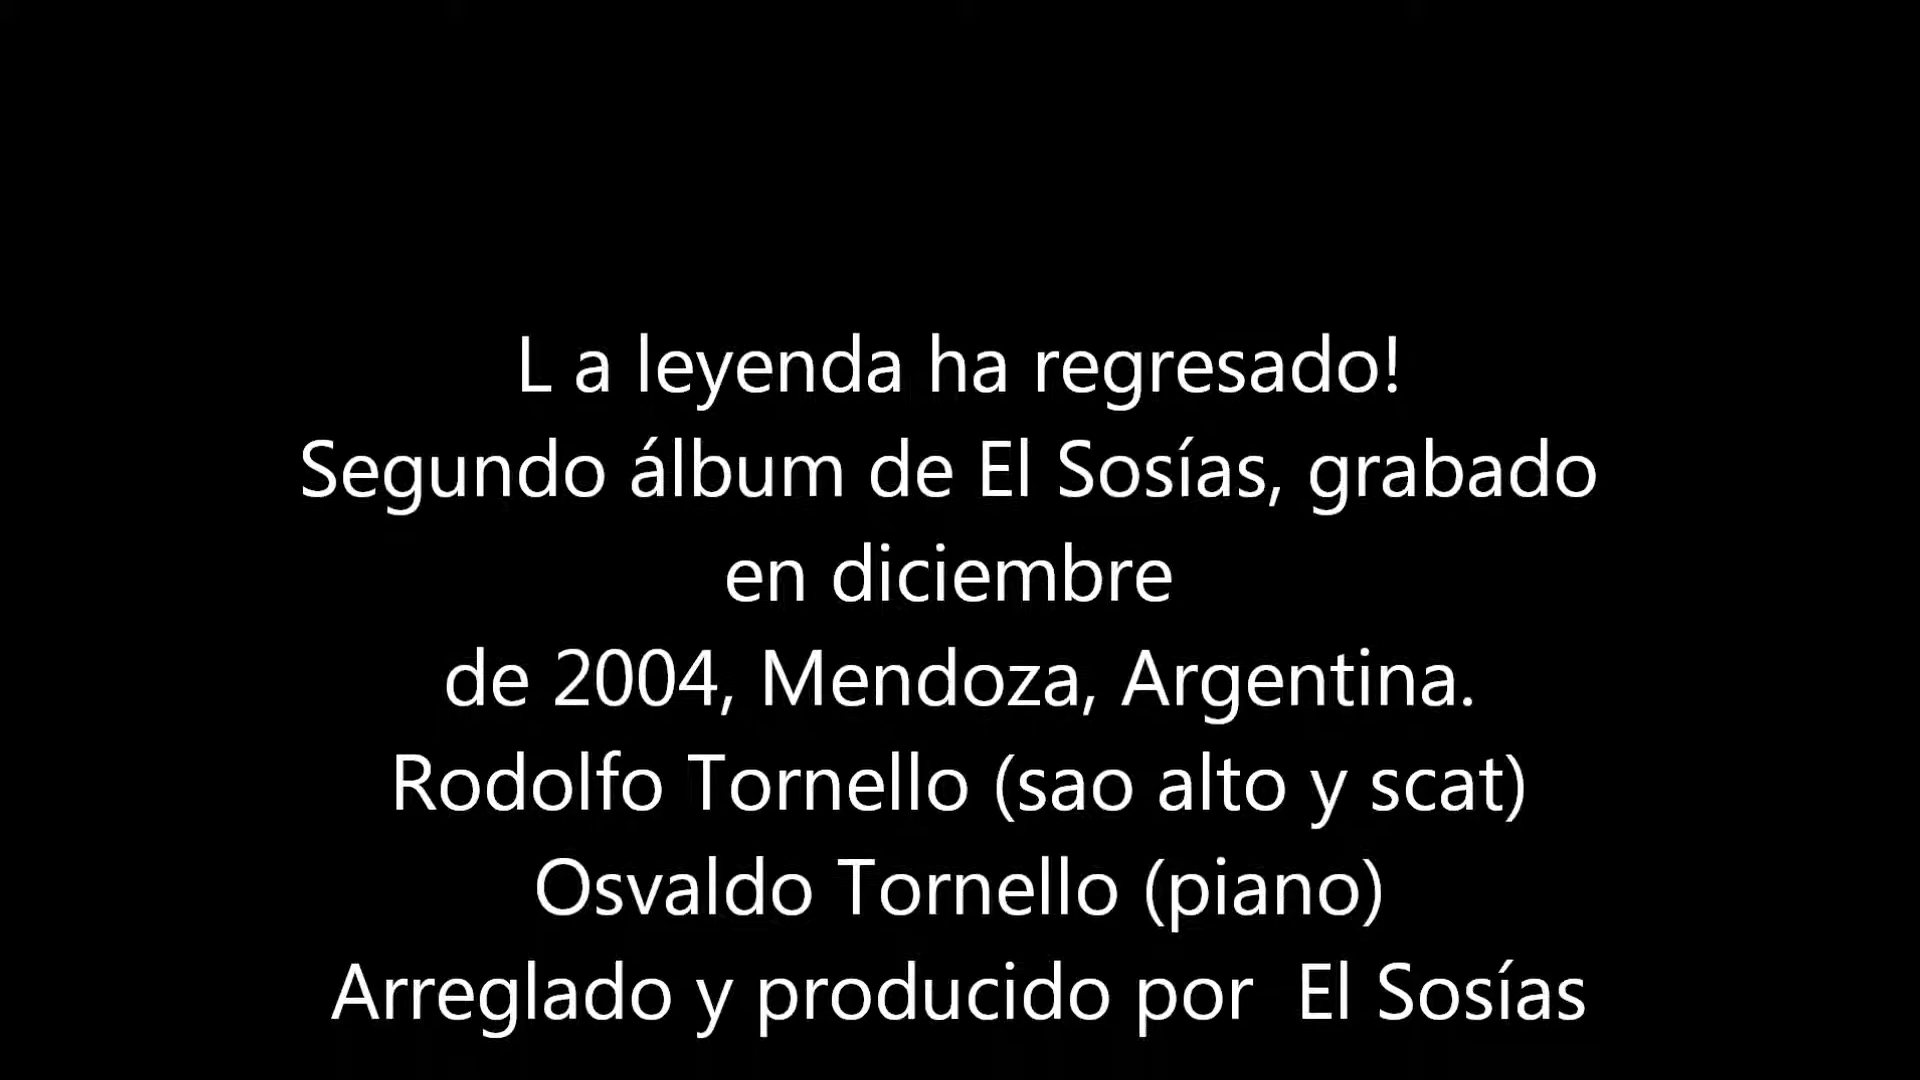 L a leyenda ha regresado!
Segundo álbum de El Sosías, grabado
en diciembre
de 2004, Mendoza, Argentina.
Rodolfo Tornello (sao alto y scat)
Osvaldo Tornello (piano)
Arreglado y producido por  El Sosías